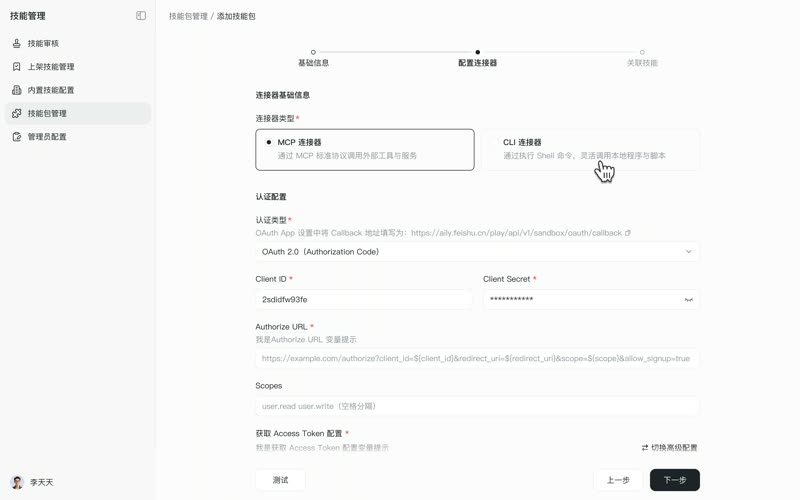 技能管理
技能审核
上架技能管理
内置技能配置
技能包管理
管理员配置
李天天
技能包管理 / 添加技能包
基础信息
配置连接器
关联技能
连接器基础信息
连接器类型*
MCP 连接器
通过 MCP 标准协议调用外部工具与服务
CLI 连接器
通过执行 Shell 命令，灵活调用本地程序与脚本
认证配置
认证类型*
OAuth App 设置中将 Callback 地址填写为：https://aily.feishu.cn/play/api/v1/sandbox/oauth/callback
OAuth 2.0（Authorization Code）
Client ID *
2sdidfw93fe
Client Secret *
***********
Authorize URL *
我是Authorize URL 变量提示
https://example.com/authorize?client_id=${client_id}&redirect_uri=${redirect_uri}&scope=${scope}&allow_signup=true
Scopes
user.read user.write（空格分隔）
获取 Access Token 配置 *
我是获取 Access Token 配置变量提示
切换高级配置
测试
上一步
下一步